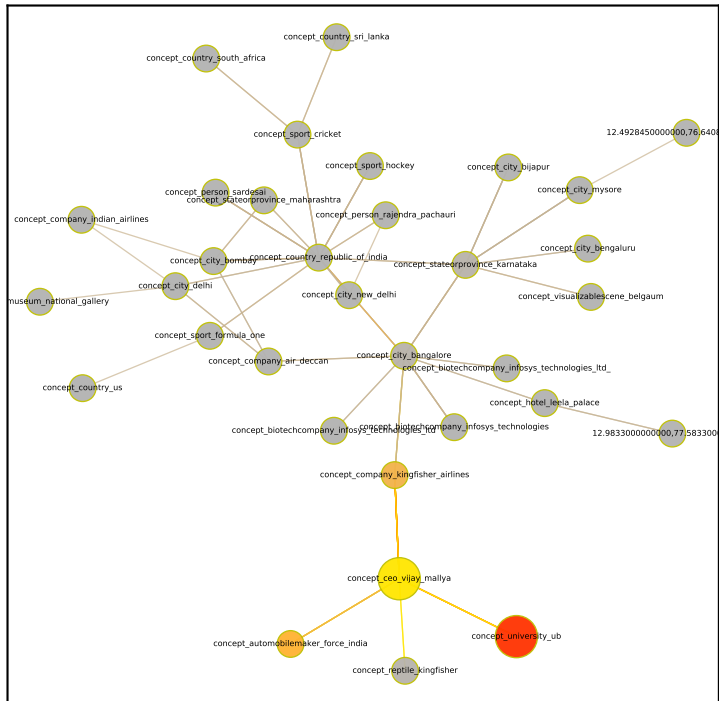 concept_country_sri_lanka
concept_country_south_africa
concept_sport_cricket
12.4928450000000,76.6408
concept_sport_hockey
concept_city_bijapur
concept_city_mysore
concept_person_sardesai
concept_stateorprovince_maharashtra
concept_person_rajendra_pachauri
concept_company_indian_airlines
concept_city_bengaluru
concept_country_republic_of_india
concept_city_bombay
concept_stateorprovince_karnataka
concept_city_delhi
concept_city_new_delhi
concept_visualizablescene_belgaum
museum_national_gallery
concept_sport_formula_one
concept_city_bangalore
concept_company_air_deccan
concept_biotechcompany_infosys_technologies_ltd_
concept_country_us
concept_hotel_leela_palace
concept_biotechcompany_infosys_technologies
concept_biotechcompany_infosys_technologies_ltd
12.9833000000000,77.5833000
concept_company_kingfisher_airlines
concept_ceo_vijay_mallya
concept_university_ub
concept_automobilemaker_force_india
concept_reptile_kingfisher